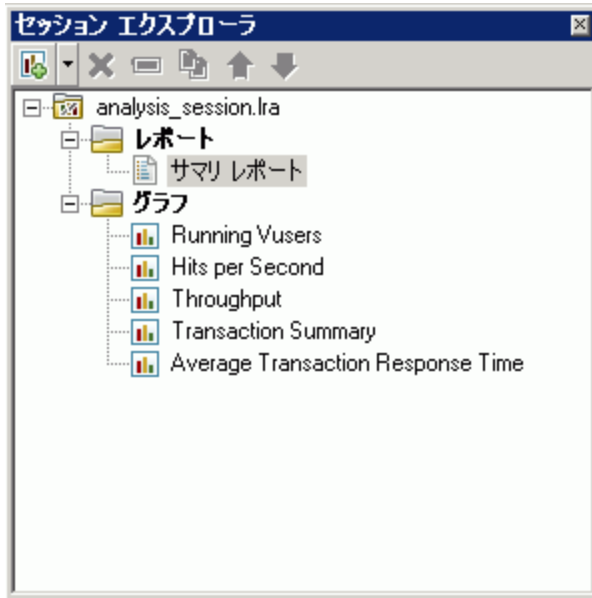 セッション エクスプローラ
analysis_session.lra
レポート
サマリ レポート
グラフ
Running Vusers
Hits per Second
Throughput
Transaction Summary
Average Transaction Response Time